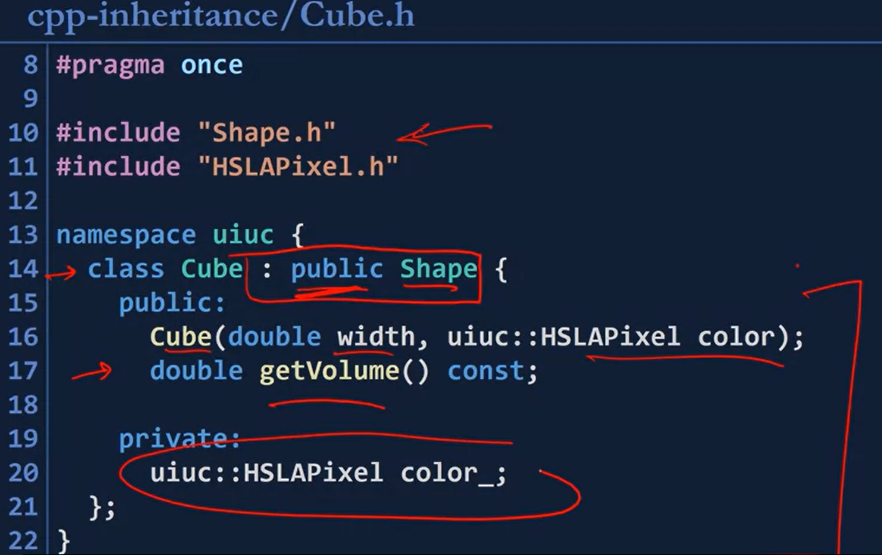 cpp-inheritance/Cube.h
8 #pragma once
9
10 #include "Shape.h"
11 #include "HSLAPixel.h"
12
13 namespace uiuc {
14   class Cube : public Shape {
15     public:
16       Cube(double width, uiuc::HSLAPixel color);
17       double getVolume() const;
18
19     private:
20       uiuc::HSLAPixel color_;
21   };
22 }